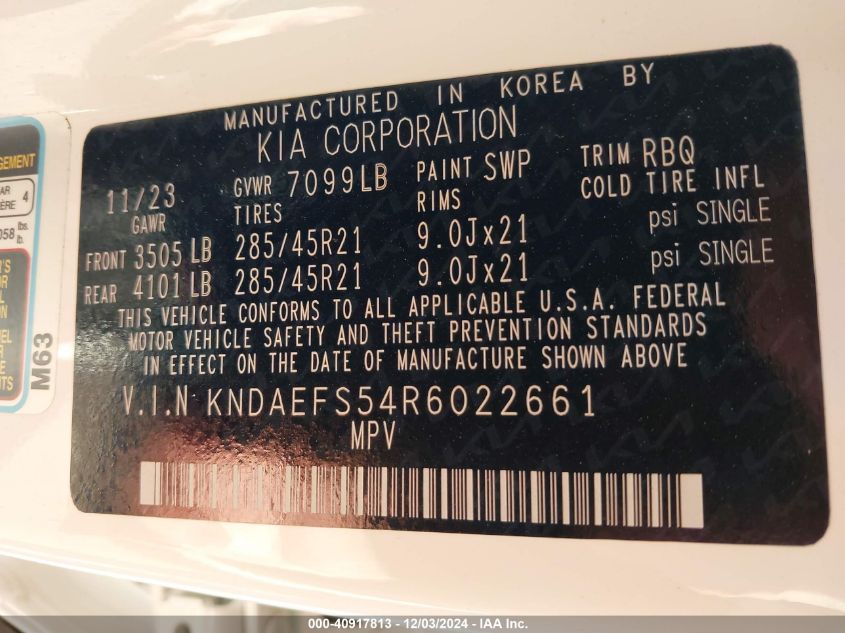 MANUFACTURED IN KOREA BY
KIA CORPORATION
11/23 GVWR 7099LB PAINT SWP TRIM RBQ
GAWR TIRES RIMS COLD TIRE INFL
FRONT 3505 LB 285/45R21 9.0Jx21 psi SINGLE
REAR 4101 LB 285/45R21 9.0Jx21 psi SINGLE
THIS VEHICLE CONFORMS TO ALL APPLICABLE U.S.A. FEDERAL
MOTOR VEHICLE SAFETY AND THEFT PREVENTION STANDARDS
IN EFFECT ON THE DATE OF MANUFACTURE SHOWN ABOVE
V.I.N KNDAEFS54R6022661
MPV
4
lbs.
lb.
M63
000-40917813 - 12/03/2024 - IAA Inc.